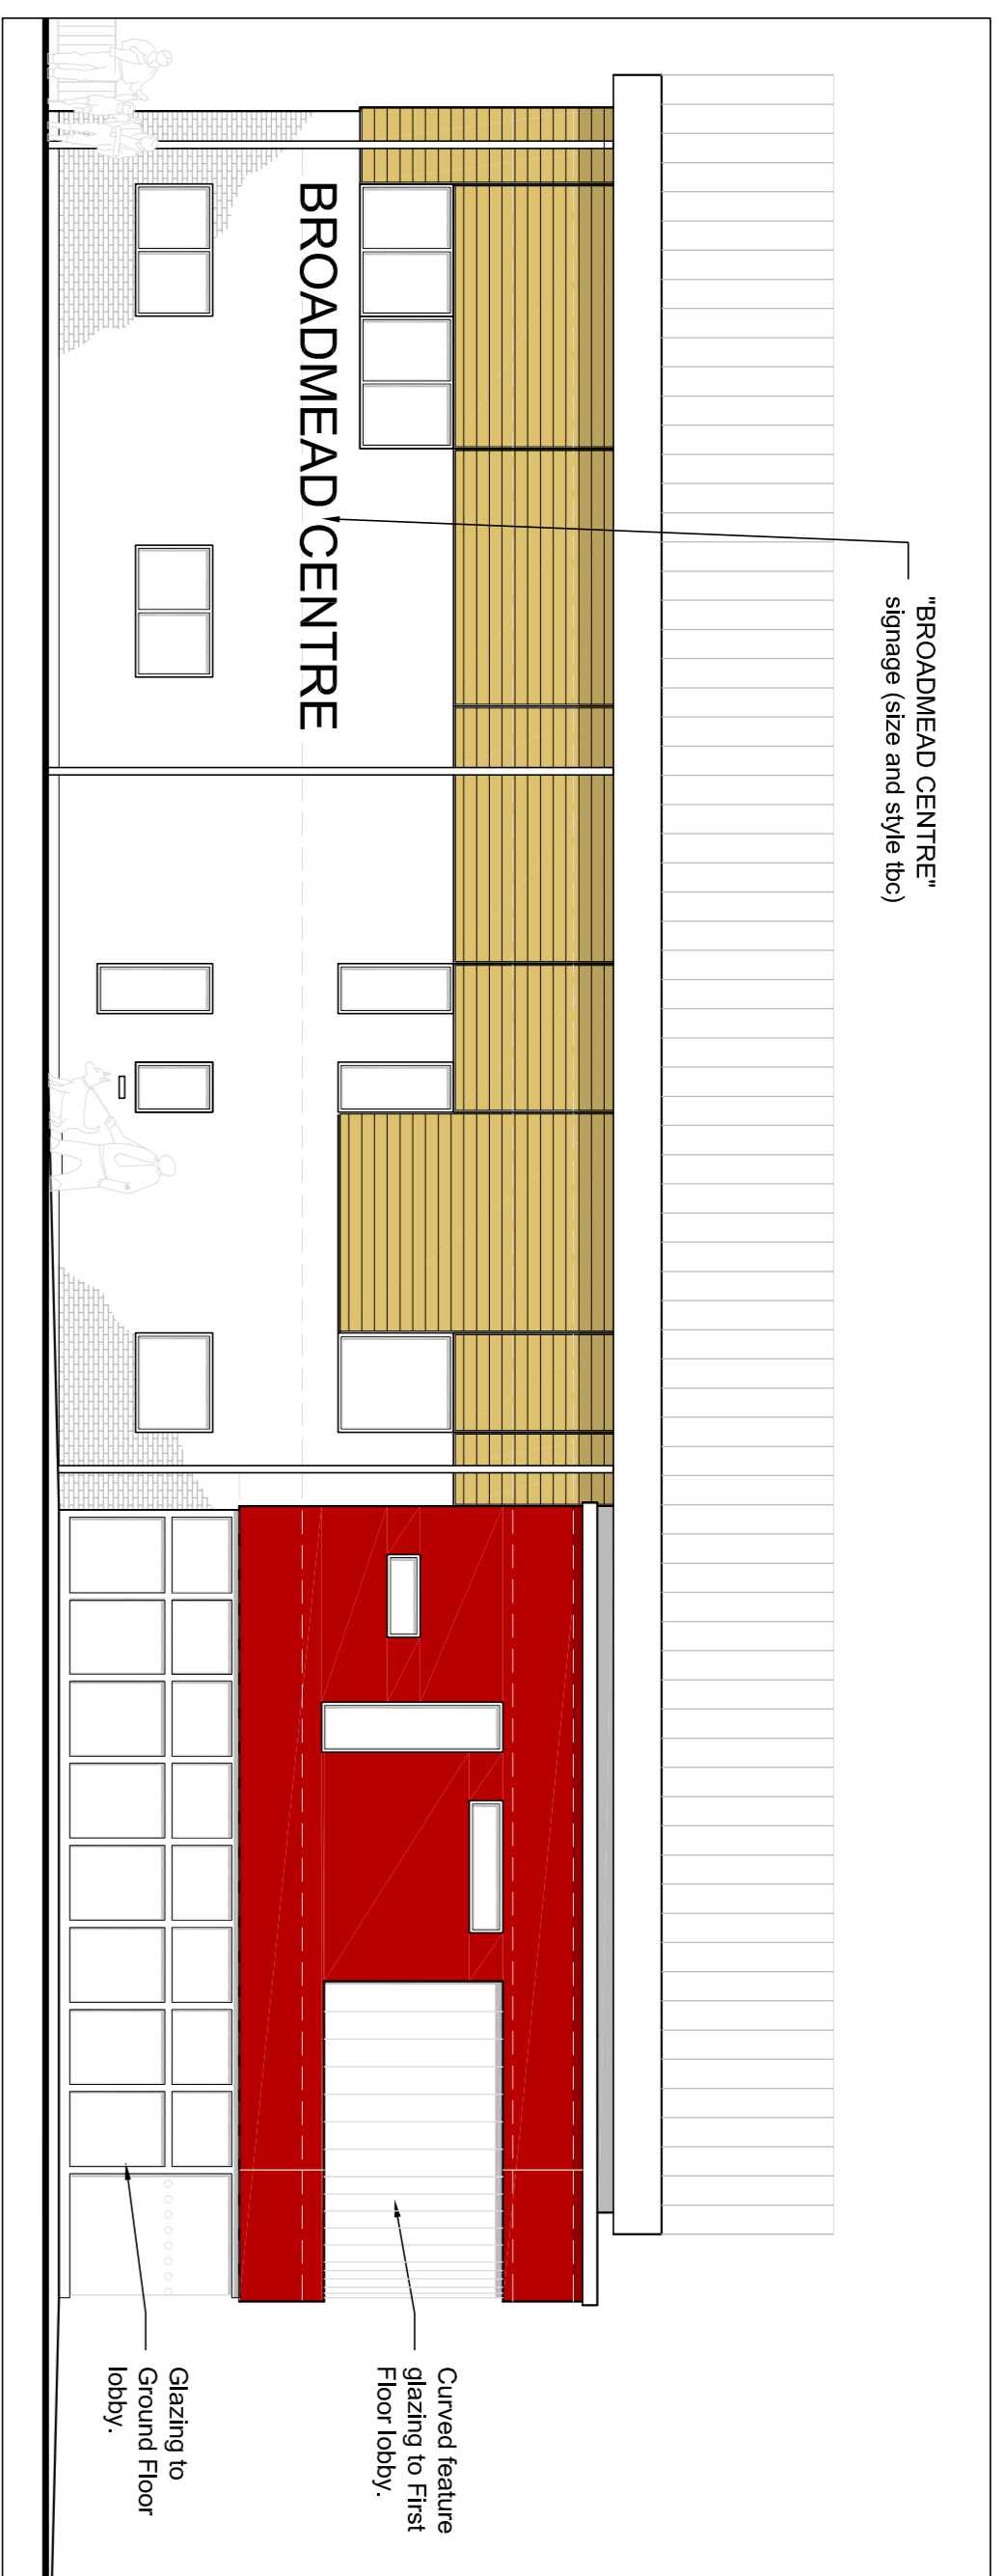 "BROADMEAD CENTRE"
signage (size and style tbc)
BROADMEAD CENTRE
Curved feature
glazing to First
Floor lobby.
Glazing to
Ground Floor
lobby.